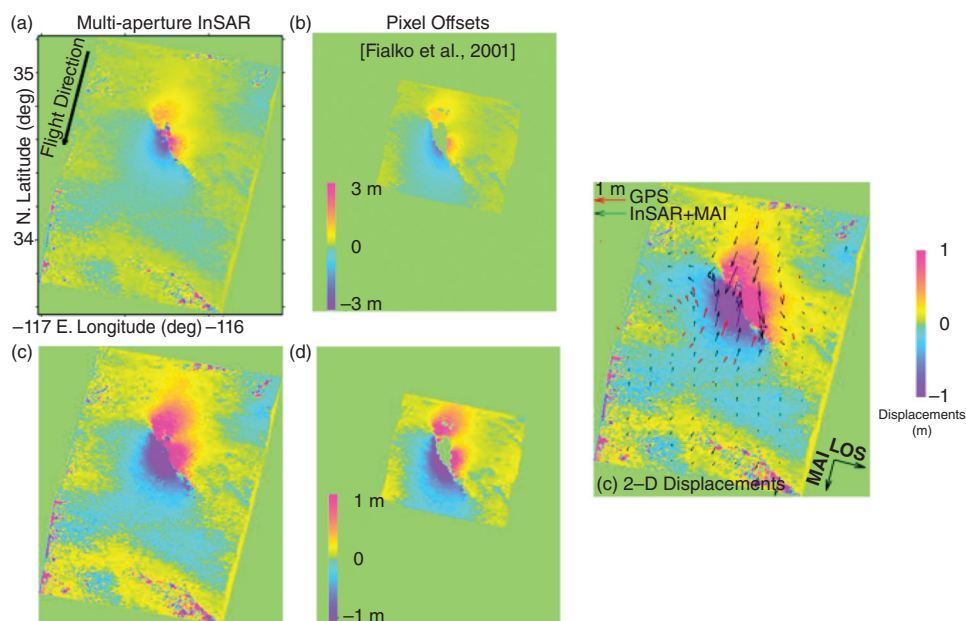 (a) Multi-aperture InSAR
(b) Pixel Offsets
[Fialko et al., 2001]
35
34
N. Latitude (deg)
Flight Direction
3 m
0
−3 m
−117 E. Longitude (deg) −116
(c)
(d)
1 m
0
−1 m
1 m
GPS
InSAR+MAI
1
0
−1
Displacements
(m)
MAI
LOS
(c) 2–D Displacements